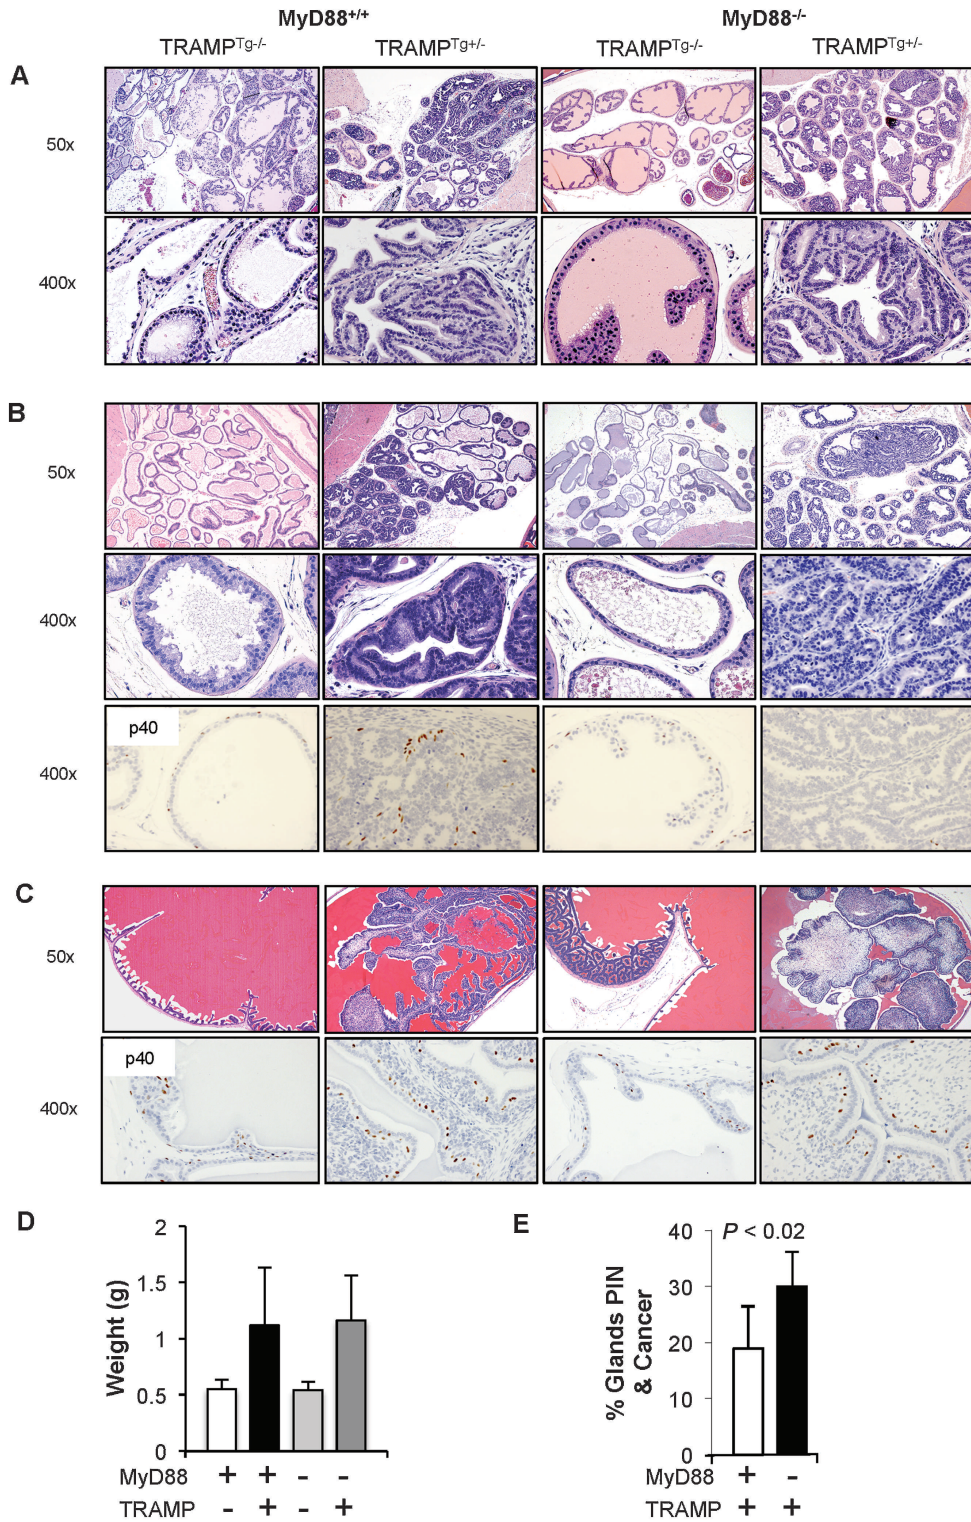 MyD88+/+ MyD88-/-
TRAMPTg-/- TRAMPTg+/- TRAMPTg-/- TRAMPTg+/-
A
50x
400x
B
50x
400x
p40
400x
C
50x
p40
400x
D
Weight (g)
2
1.5
1
0.5
0
MyD88 + + - -
TRAMP - + - +
E
% Glands PIN
& Cancer
P < 0.02
40
30
20
10
0
MyD88 + -
TRAMP + +